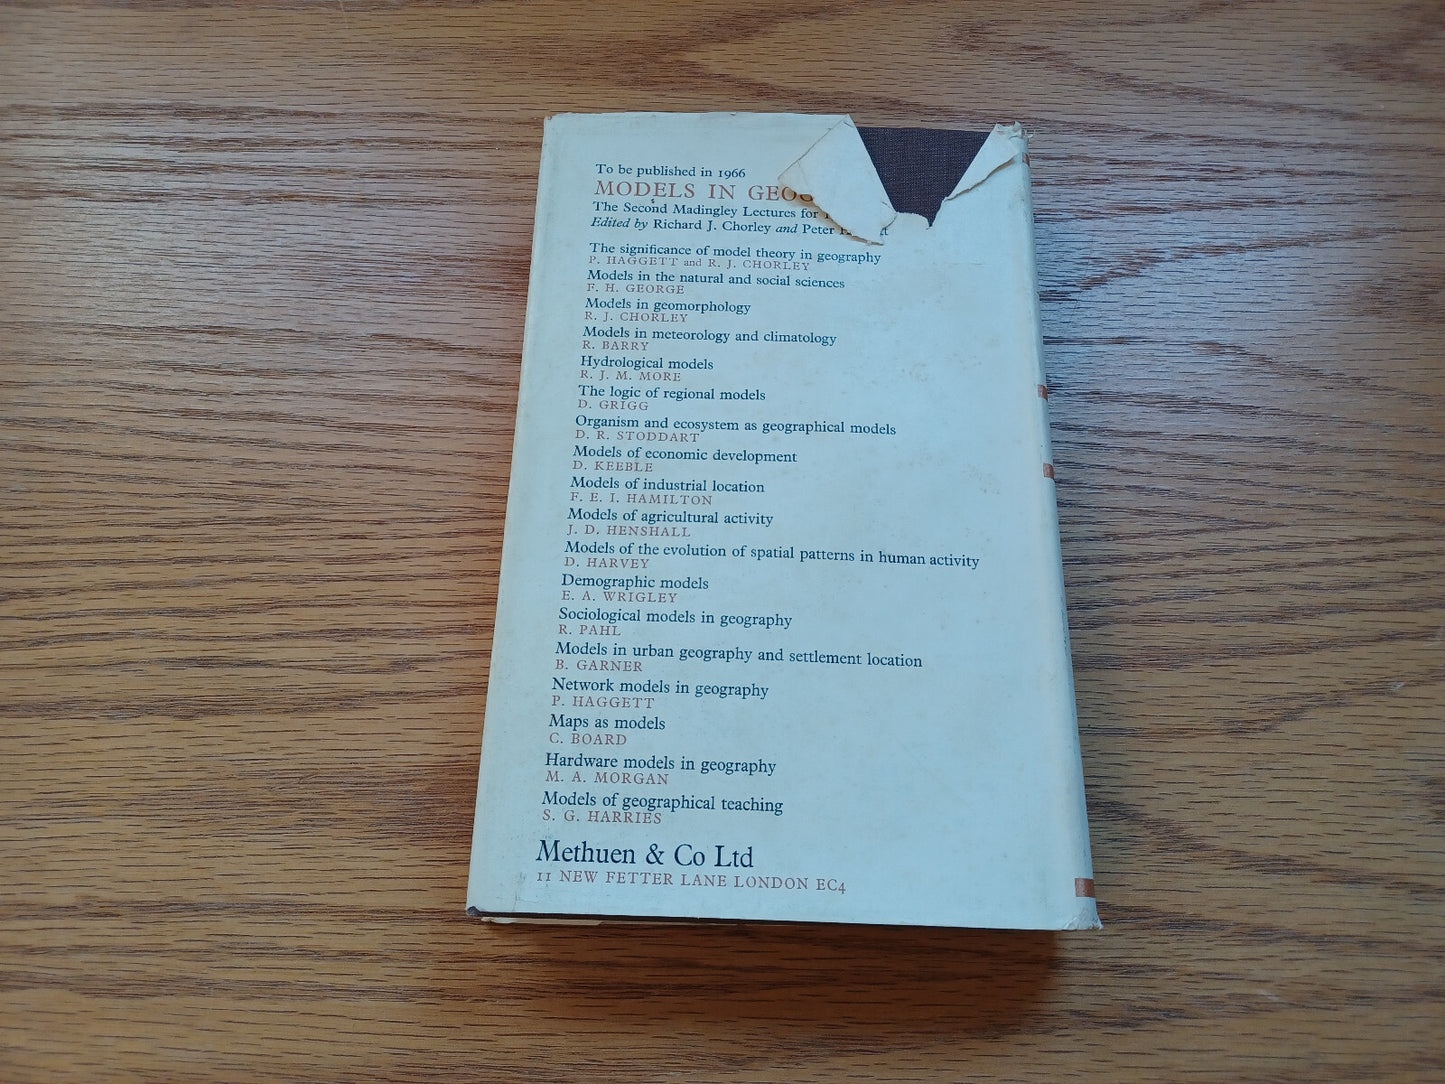 To be published in 1966
MODELS IN GEOG
The Second Madingley Lectures for
Edited by Richard J. Chorley and Peter
The significance of model theory in geography
P. HAGGETT and R. J. CHORLEY
Models in the natural and social sciences
F. H. GEORGE
Models in geomorphology
R. J. CHORLEY
Models in meteorology and climatology
R. BARRY
Hydrological models
R. J. M. MORE
The logic of regional models
D. GRIGG
Organism and ecosystem as geographical models
D. R. STODDART
Models of economic development
D. KEEBLE
Models of industrial location
F. E. I. HAMILTON
Models of agricultural activity
J. D. HENSHALL
Models of the evolution of spatial patterns in human activity
D. HARVEY
Demographic models
E. A. WRIGLEY
Sociological models in geography
R. PAHL
Models in urban geography and settlement location
B. GARNER
Network models in geography
P. HAGGETT
Maps as models
C. BOARD
Hardware models in geography
M. A. MORGAN
Models of geographical teaching
S. G. HARRIES
Methuen & Co Ltd
11 NEW FETTER LANE LONDON EC4